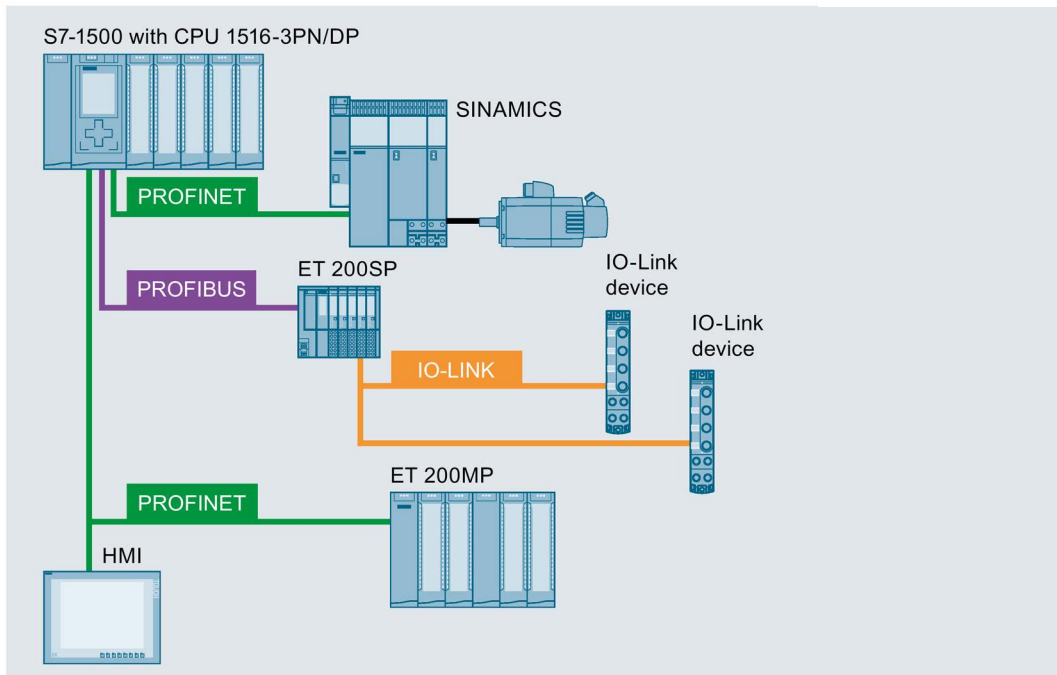 S7-1500 with CPU 1516-3PN/DP
SINAMICS
PROFINET
ET 200SP
IO-Link
device
PROFIBUS
IO-Link
device
IO-LINK
ET 200MP
PROFINET
HMI